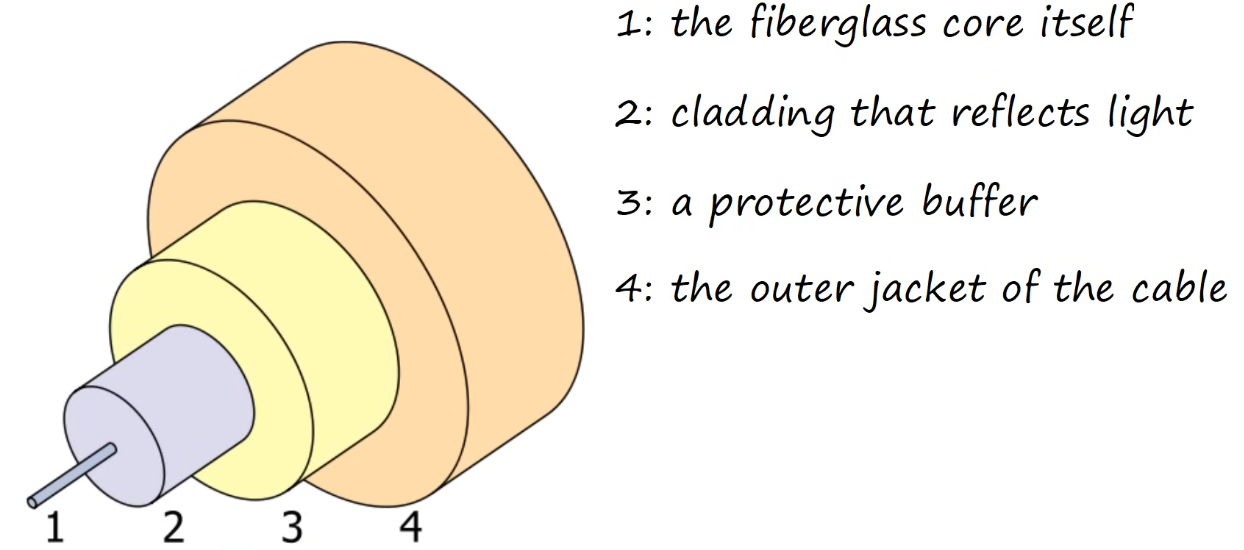 1: the fiberglass core itself
2: cladding that reflects light
3: a protective buffer
4: the outer jacket of the cable
1 2 3 4